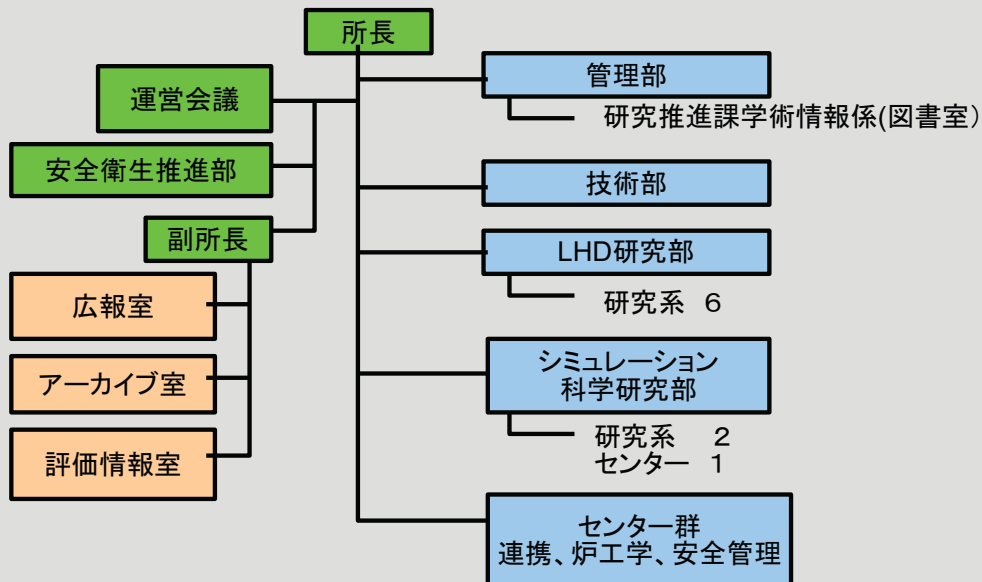 所長
運営会議
安全衛生推進部
副所長
広報室
アーカイブ室
評価情報室
管理部
研究推進課学術情報係(図書室）
技術部
LHD研究部
研究系 ６
シミュレーション
科学研究部
研究系 ２
センター １
センター群
連携、炉工学、安全管理